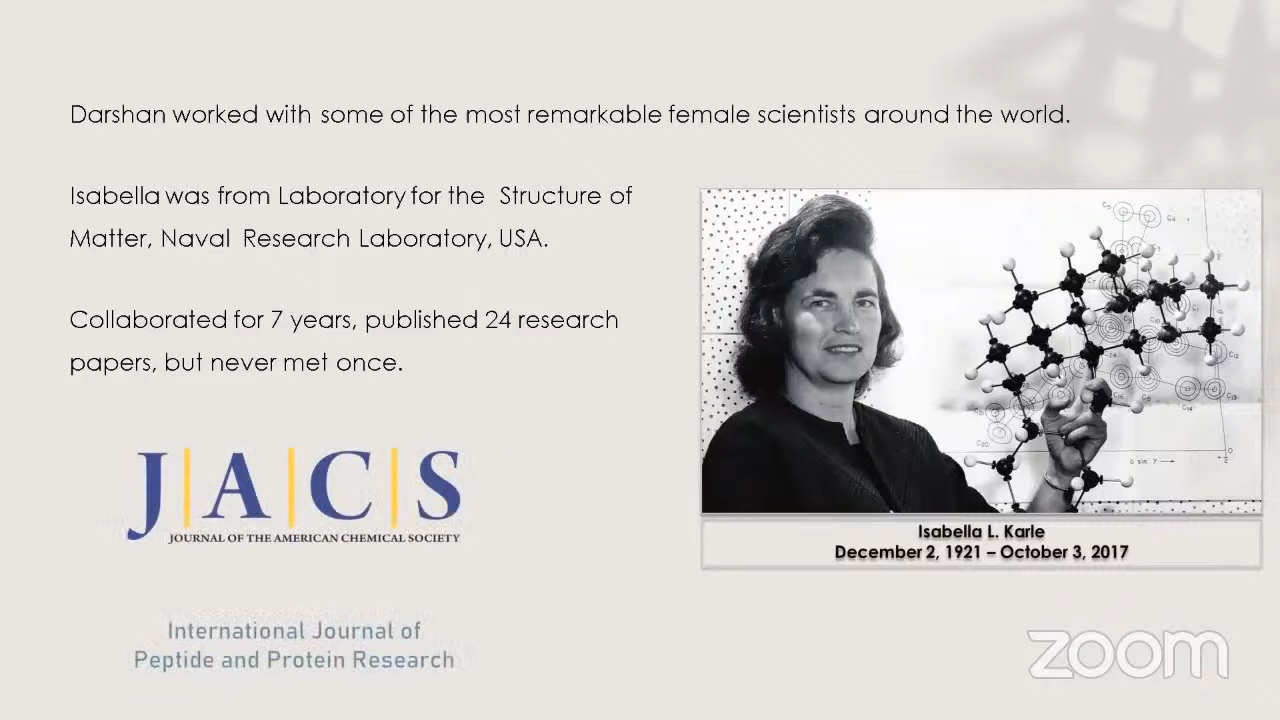 Darshan worked with some of the most remarkable female scientists around the world.
Isabella was from Laboratory for the Structure of
Matter, Naval Research Laboratory, USA.
Collaborated for 7 years, published 24 research
papers, but never met once.
J|A|C|S
JOURNAL OF THE AMERICAN CHEMICAL SOCIETY
International Journal of
Peptide and Protein Research
Isabella L. Karle
December 2, 1921 – October 3, 2017
zoom